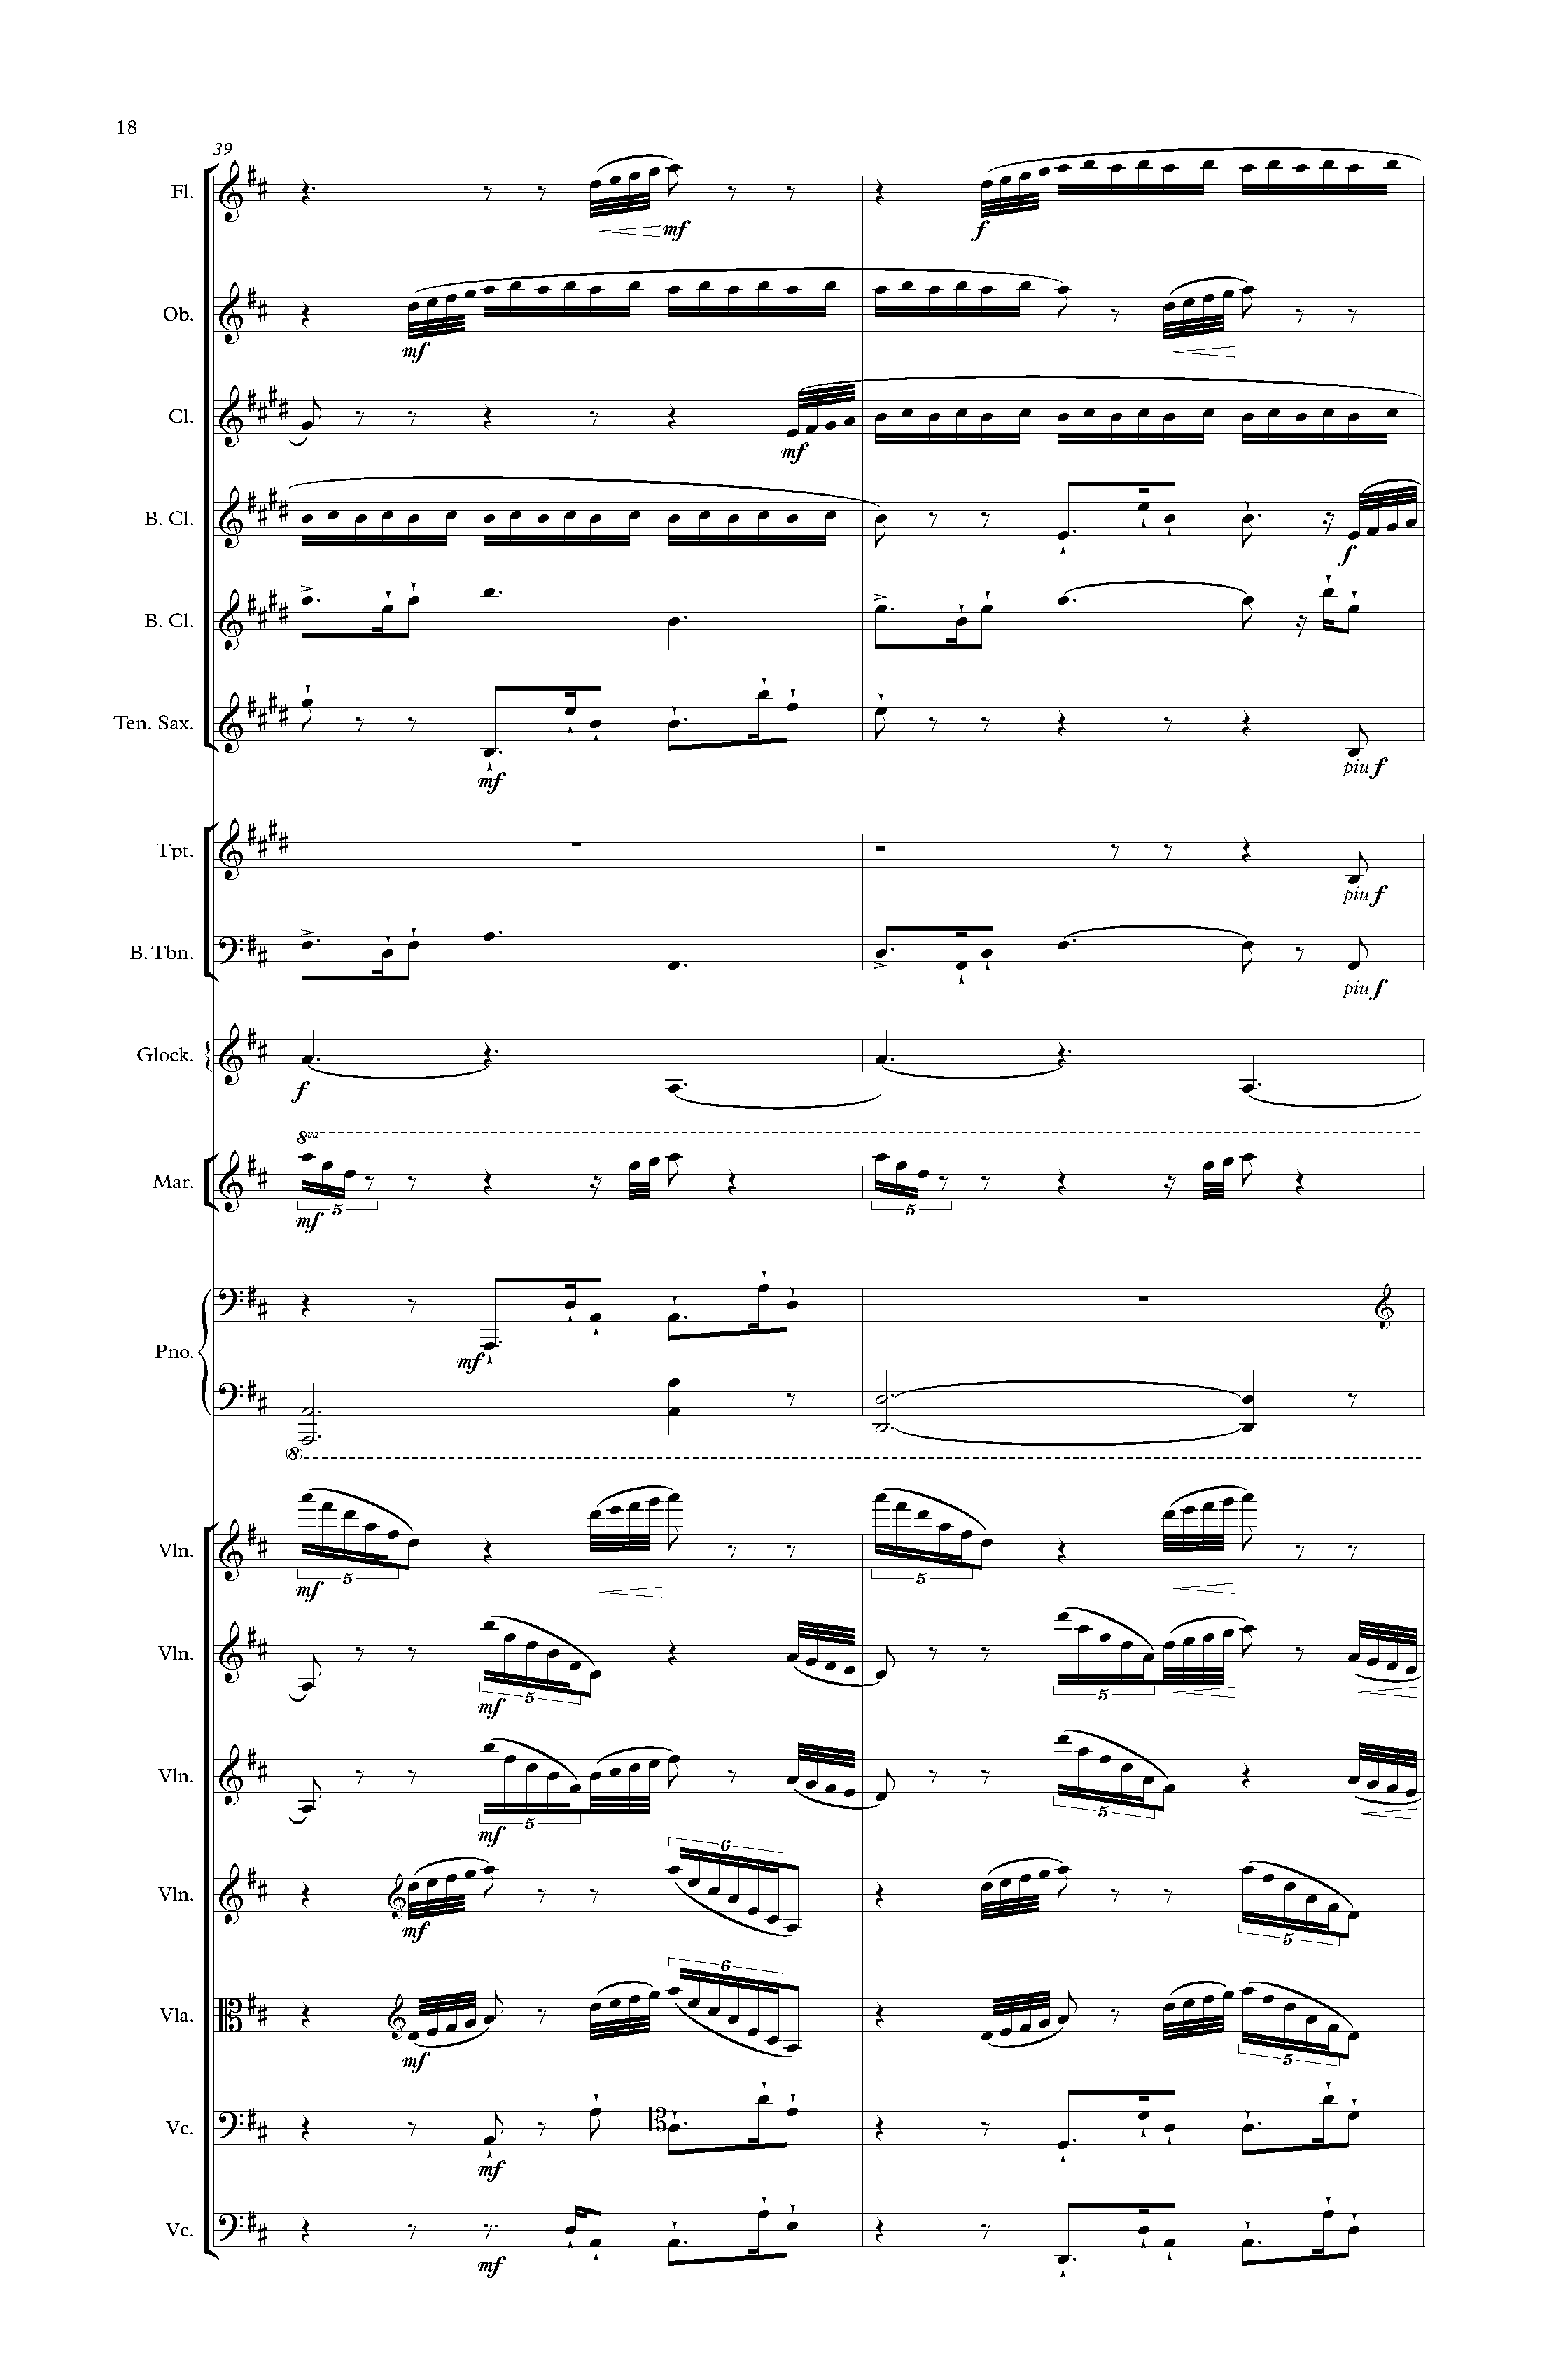 18
39
Fl.
mf
f
Ob.
mf
Cl.
mf
B. Cl.
f
B. Cl.
Ten. Sax.
mf
piu f
Tpt.
piu f
B. Tbn.
piu f
Glock.
f
8va
Mar.
5
5
mf
Pno.
mf
(8)
Vln.
5
5
mf
Vln.
5
5
mf
Vln.
5
5
mf
6
Vln.
mf
5
6
Vla.
mf
5
Vc.
mf
Vc.
mf